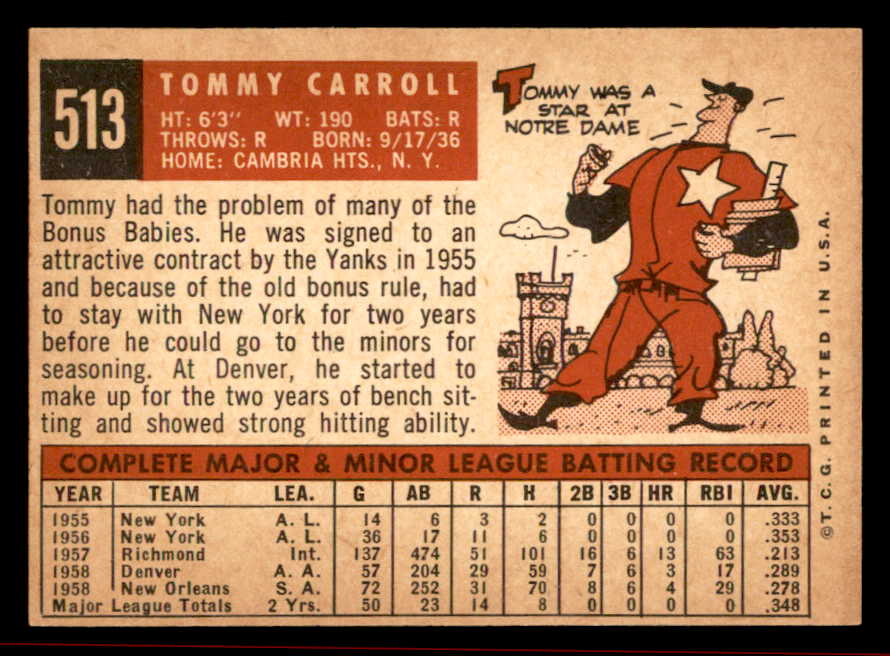 513
TOMMY CARROLL
HT: 6'3" WT: 190 BATS: R
THROWS: R BORN: 9/17/36
HOME: CAMBRIA HTS., N. Y.
TOMMY WAS A
STAR AT
NOTRE DAME
Tommy had the problem of many of the
Bonus Babies. He was signed to an
attractive contract by the Yanks in 1955
and because of the old bonus rule, had
to stay with New York for two years
before he could go to the minors for
seasoning. At Denver, he started to
make up for the two years of bench sit-
ting and showed strong hitting ability.
COMPLETE MAJOR & MINOR LEAGUE BATTING RECORD
YEAR TEAM LEA. G AB R H 2B 3B HR RBI AVG.
1955 New York A. L. 14 6 3 2 0 0 0 0 .333
1956 New York A. L. 36 17 11 6 0 0 0 0 .353
1957 Richmond Int. 137 474 51 101 16 6 13 63 .213
1958 Denver A. A. 57 204 29 59 7 6 3 17 .289
1958 New Orleans S. A. 72 252 31 70 8 6 4 29 .278
Major League Totals 2 Yrs. 50 23 14 8 0 0 0 0 .348
©T. C. G. PRINTED IN U.S.A.